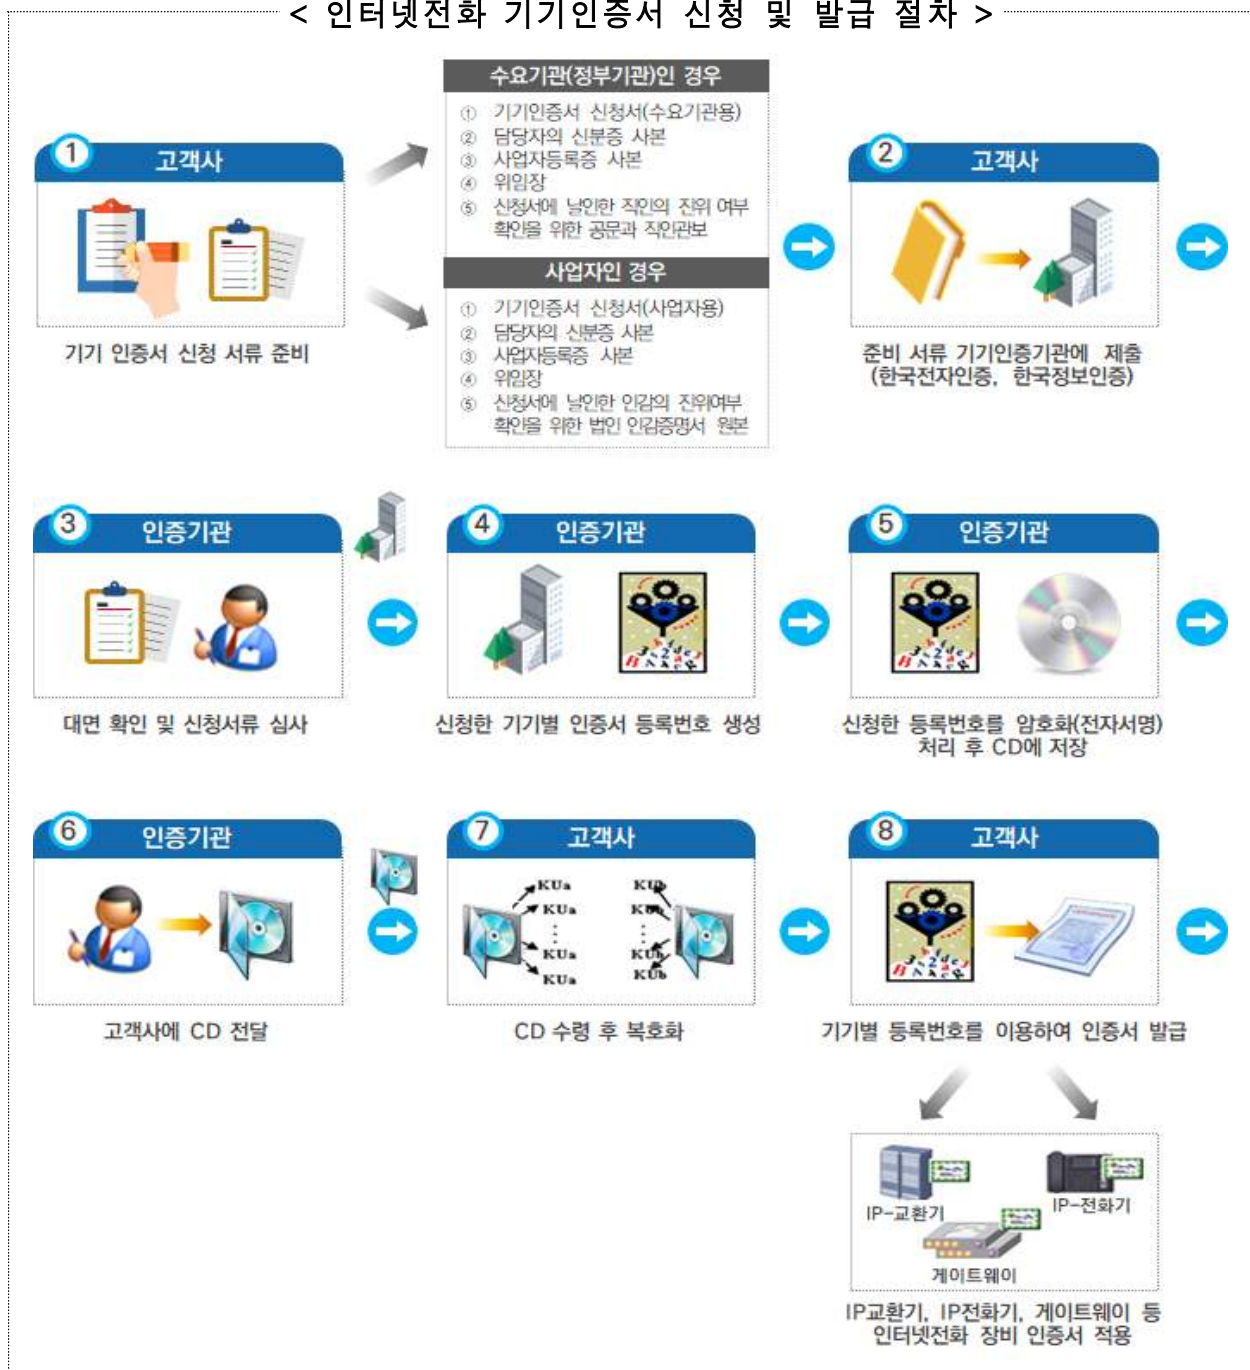 < 인터넷전화 기기인증서 신청 및 발급 절차 >
1
고객사
기기 인증서 신청 서류 준비
수요기관(정부기관)인 경우
① 기기인증서 신청서(수요기관용)
② 담당자의 신분증 사본
③ 사업자등록증 사본
④ 위임장
⑤ 신청서에 날인한 직인의 진위 여부
확인을 위한 공문과 직인관보
사업자인 경우
① 기기인증서 신청서(사업자용)
② 담당자의 신분증 사본
③ 사업자등록증 사본
④ 위임장
⑤ 신청서에 날인한 인감의 진위여부
확인을 위한 법인 인감증명서 원본
2
고객사
준비 서류 기기인증기관에 제출
(한국전자인증, 한국정보인증)
3
인증기관
대면 확인 및 신청서류 심사
4
인증기관
신청한 기기별 인증서 등록번호 생성
5
인증기관
신청한 등록번호를 암호화(전자서명)
처리 후 CD에 저장
6
인증기관
고객사에 CD 전달
7
고객사
KUa KUb
KUa KUb
KUa KUb
KUa KUb
CD 수령 후 복호화
8
고객사
기기별 등록번호를 이용하여 인증서 발급
IP-교환기
IP-전화기
게이트웨이
IP교환기, IP전화기, 게이트웨이 등
인터넷전화 장비 인증서 적용